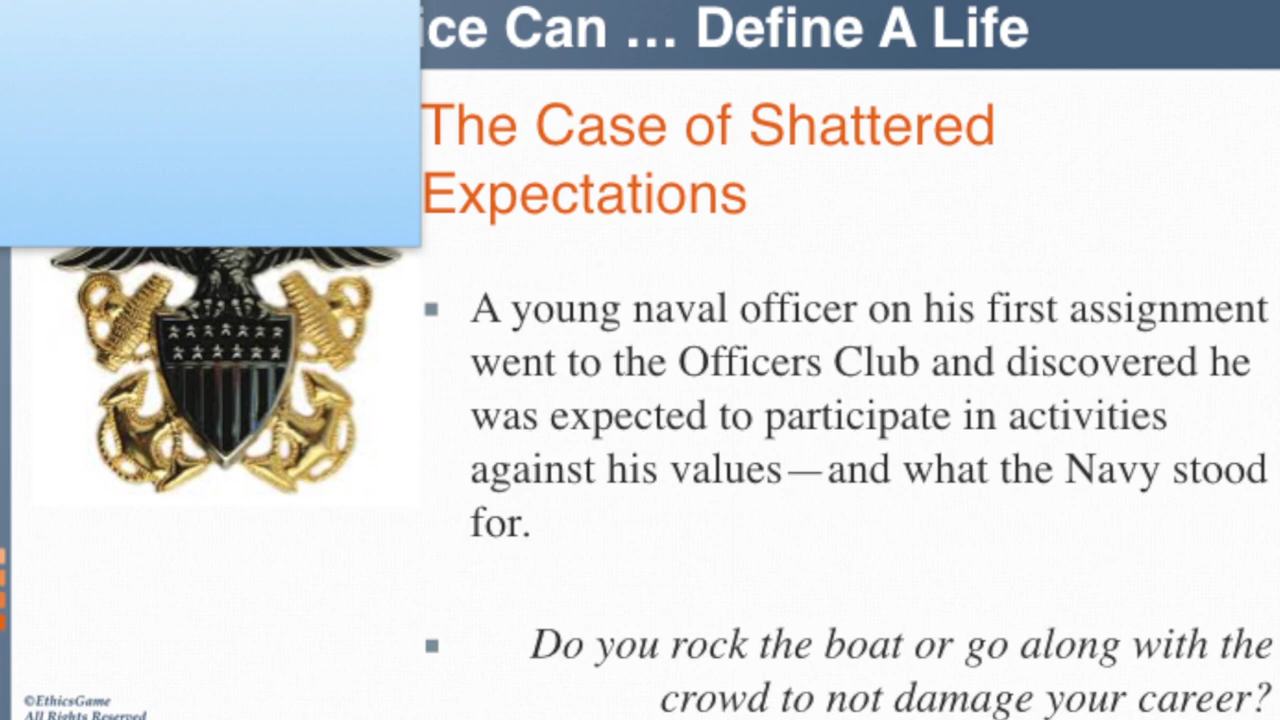 ice Can … Define A Life
The Case of Shattered
Expectations
A young naval officer on his first assignment
went to the Officers Club and discovered he
was expected to participate in activities
against his values—and what the Navy stood
for.
Do you rock the boat or go along with the
crowd to not damage your career?
©EthicsGame
All Rights Reserved